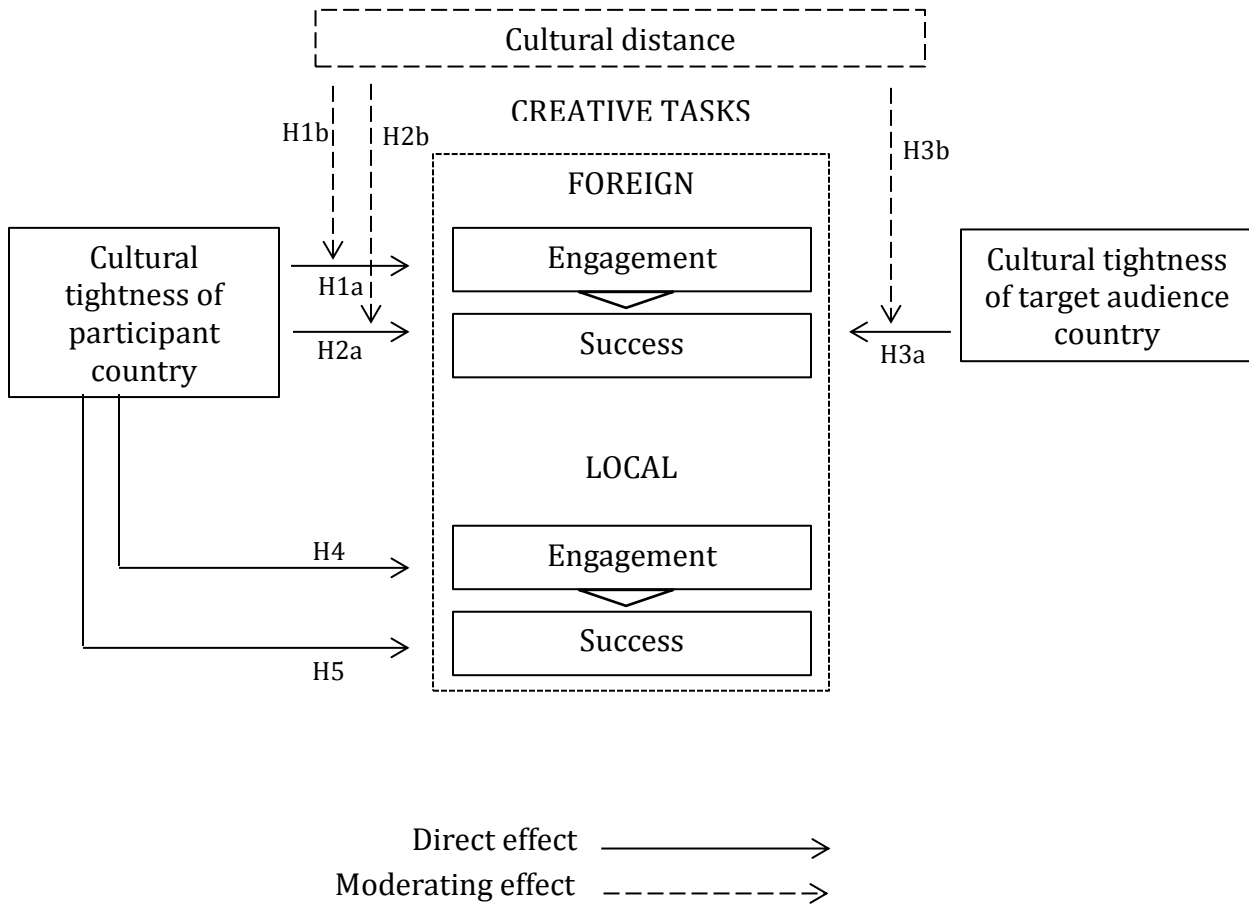 Cultural distance
CREATIVE TASKS
H1b
H2b
H3b
FOREIGN
Cultural
tightness of
participant
country
Engagement
H1a
Success
H2a
Cultural tightness
of target audience
country
H3a
LOCAL
Engagement
H4
Success
H5
Direct effect
Moderating effect